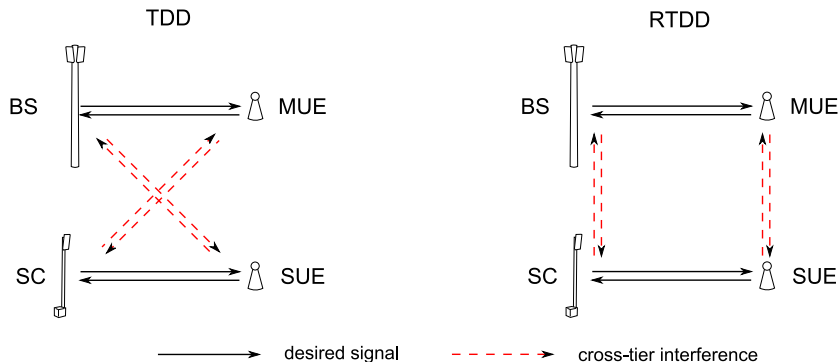 TDD
RTDD
BS
MUE
BS
MUE
SC
SUE
SC
SUE
desired signal
cross-tier interference